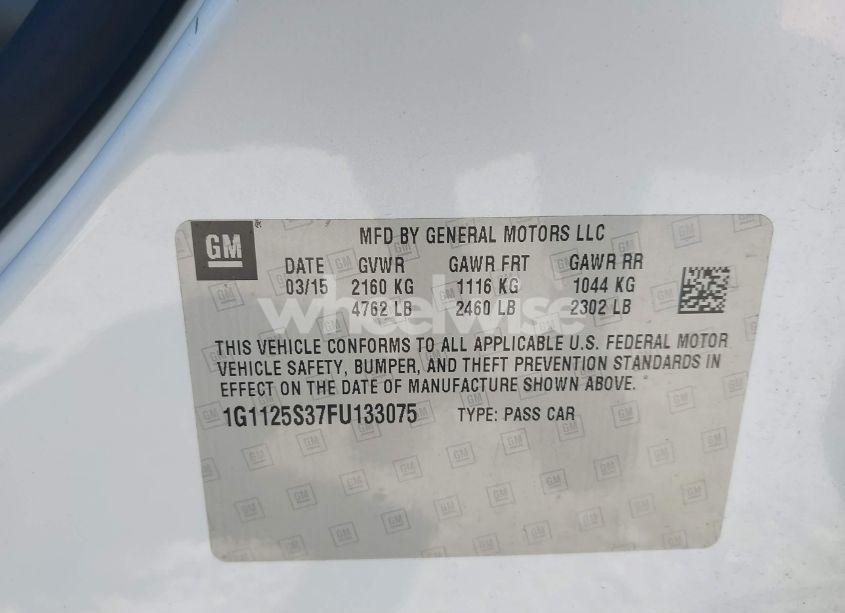 GM
MFD BY GENERAL MOTORS LLC
DATE GVWR GAWR FRT GAWR RR
03/15 2160 KG 1116 KG 1044 KG
4762 LB 2460 LB 2302 LB
wheelwise
THIS VEHICLE CONFORMS TO ALL APPLICABLE U.S. FEDERAL MOTOR
VEHICLE SAFETY, BUMPER, AND THEFT PREVENTION STANDARDS IN
EFFECT ON THE DATE OF MANUFACTURE SHOWN ABOVE.
1G1125S37FU133075 TYPE: PASS CAR